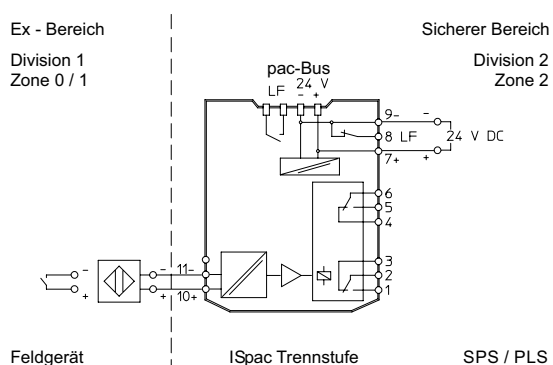 Ex - Bereich
Sicherer Bereich
Division 1
Zone 0 / 1
Division 2
Zone 2
pac-Bus
LF
24 V
- +
9-
-
8 LF
24 V DC
7+
+
6
5
4
3
2
1
-
+
-
+
11-
10+
Feldgerät
ISpac Trennstufe
SPS / PLS